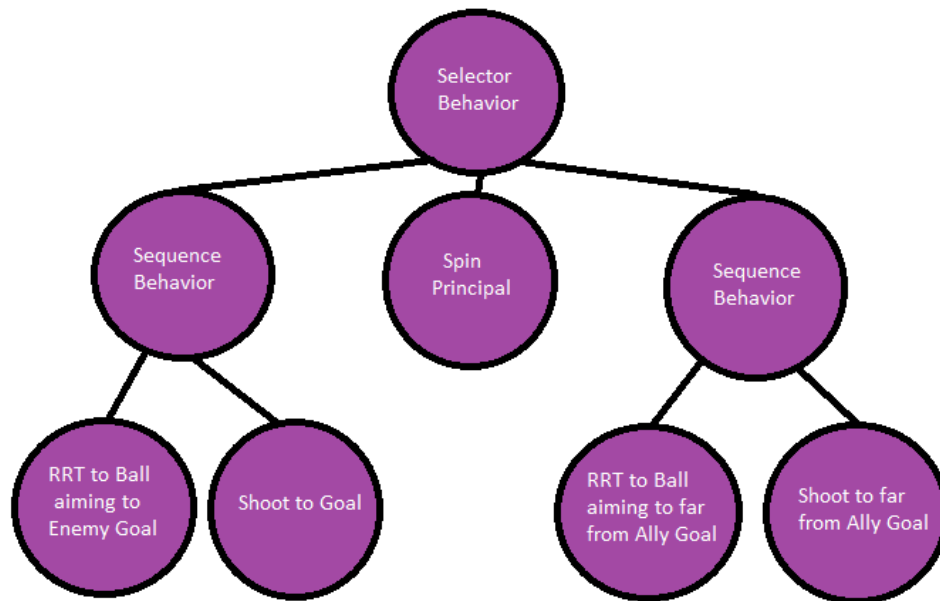 Selector
Behavior
Sequence
Behavior
Spin
Principal
Sequence
Behavior
RRT to Ball
aiming to
Enemy Goal
Shoot to Goal
RRT to Ball
aiming to far
from Ally Goal
Shoot to far
from Ally Goal